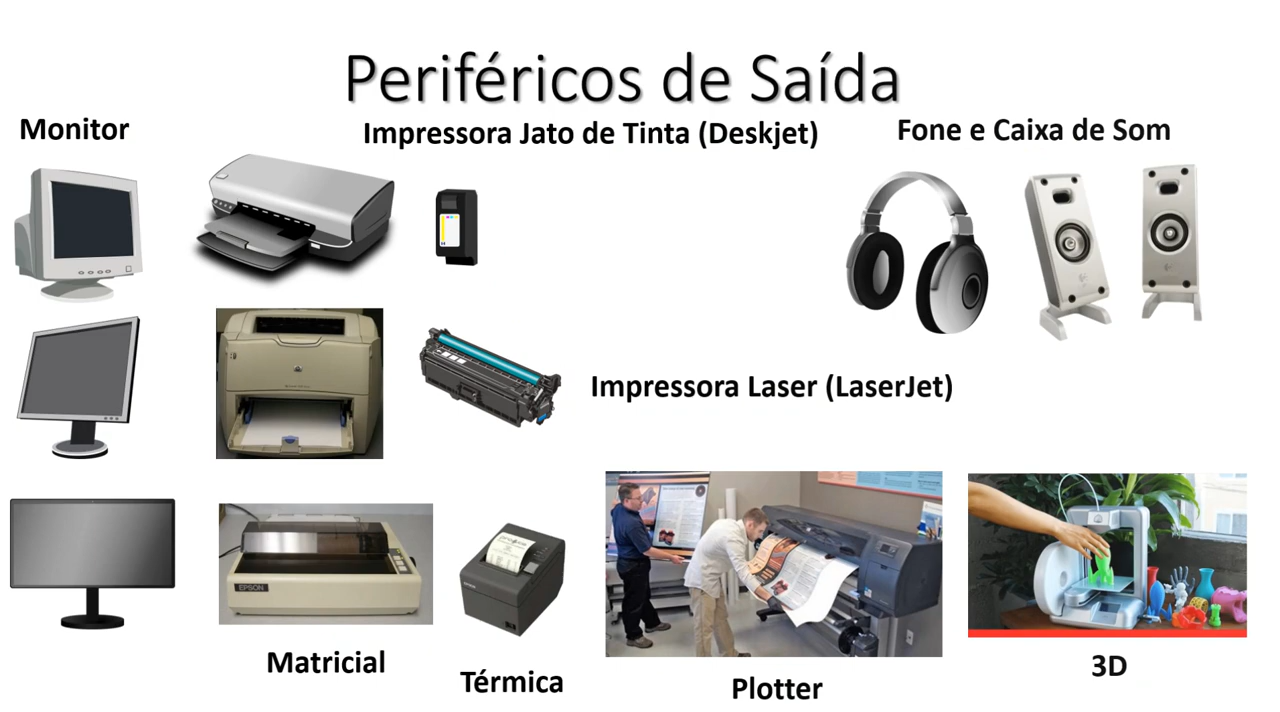 Periféricos de Saída
Monitor
Impressora Jato de Tinta (Deskjet)
Fone e Caixa de Som
Impressora Laser (LaserJet)
EPSON
Matricial
Térmica
Plotter
3D